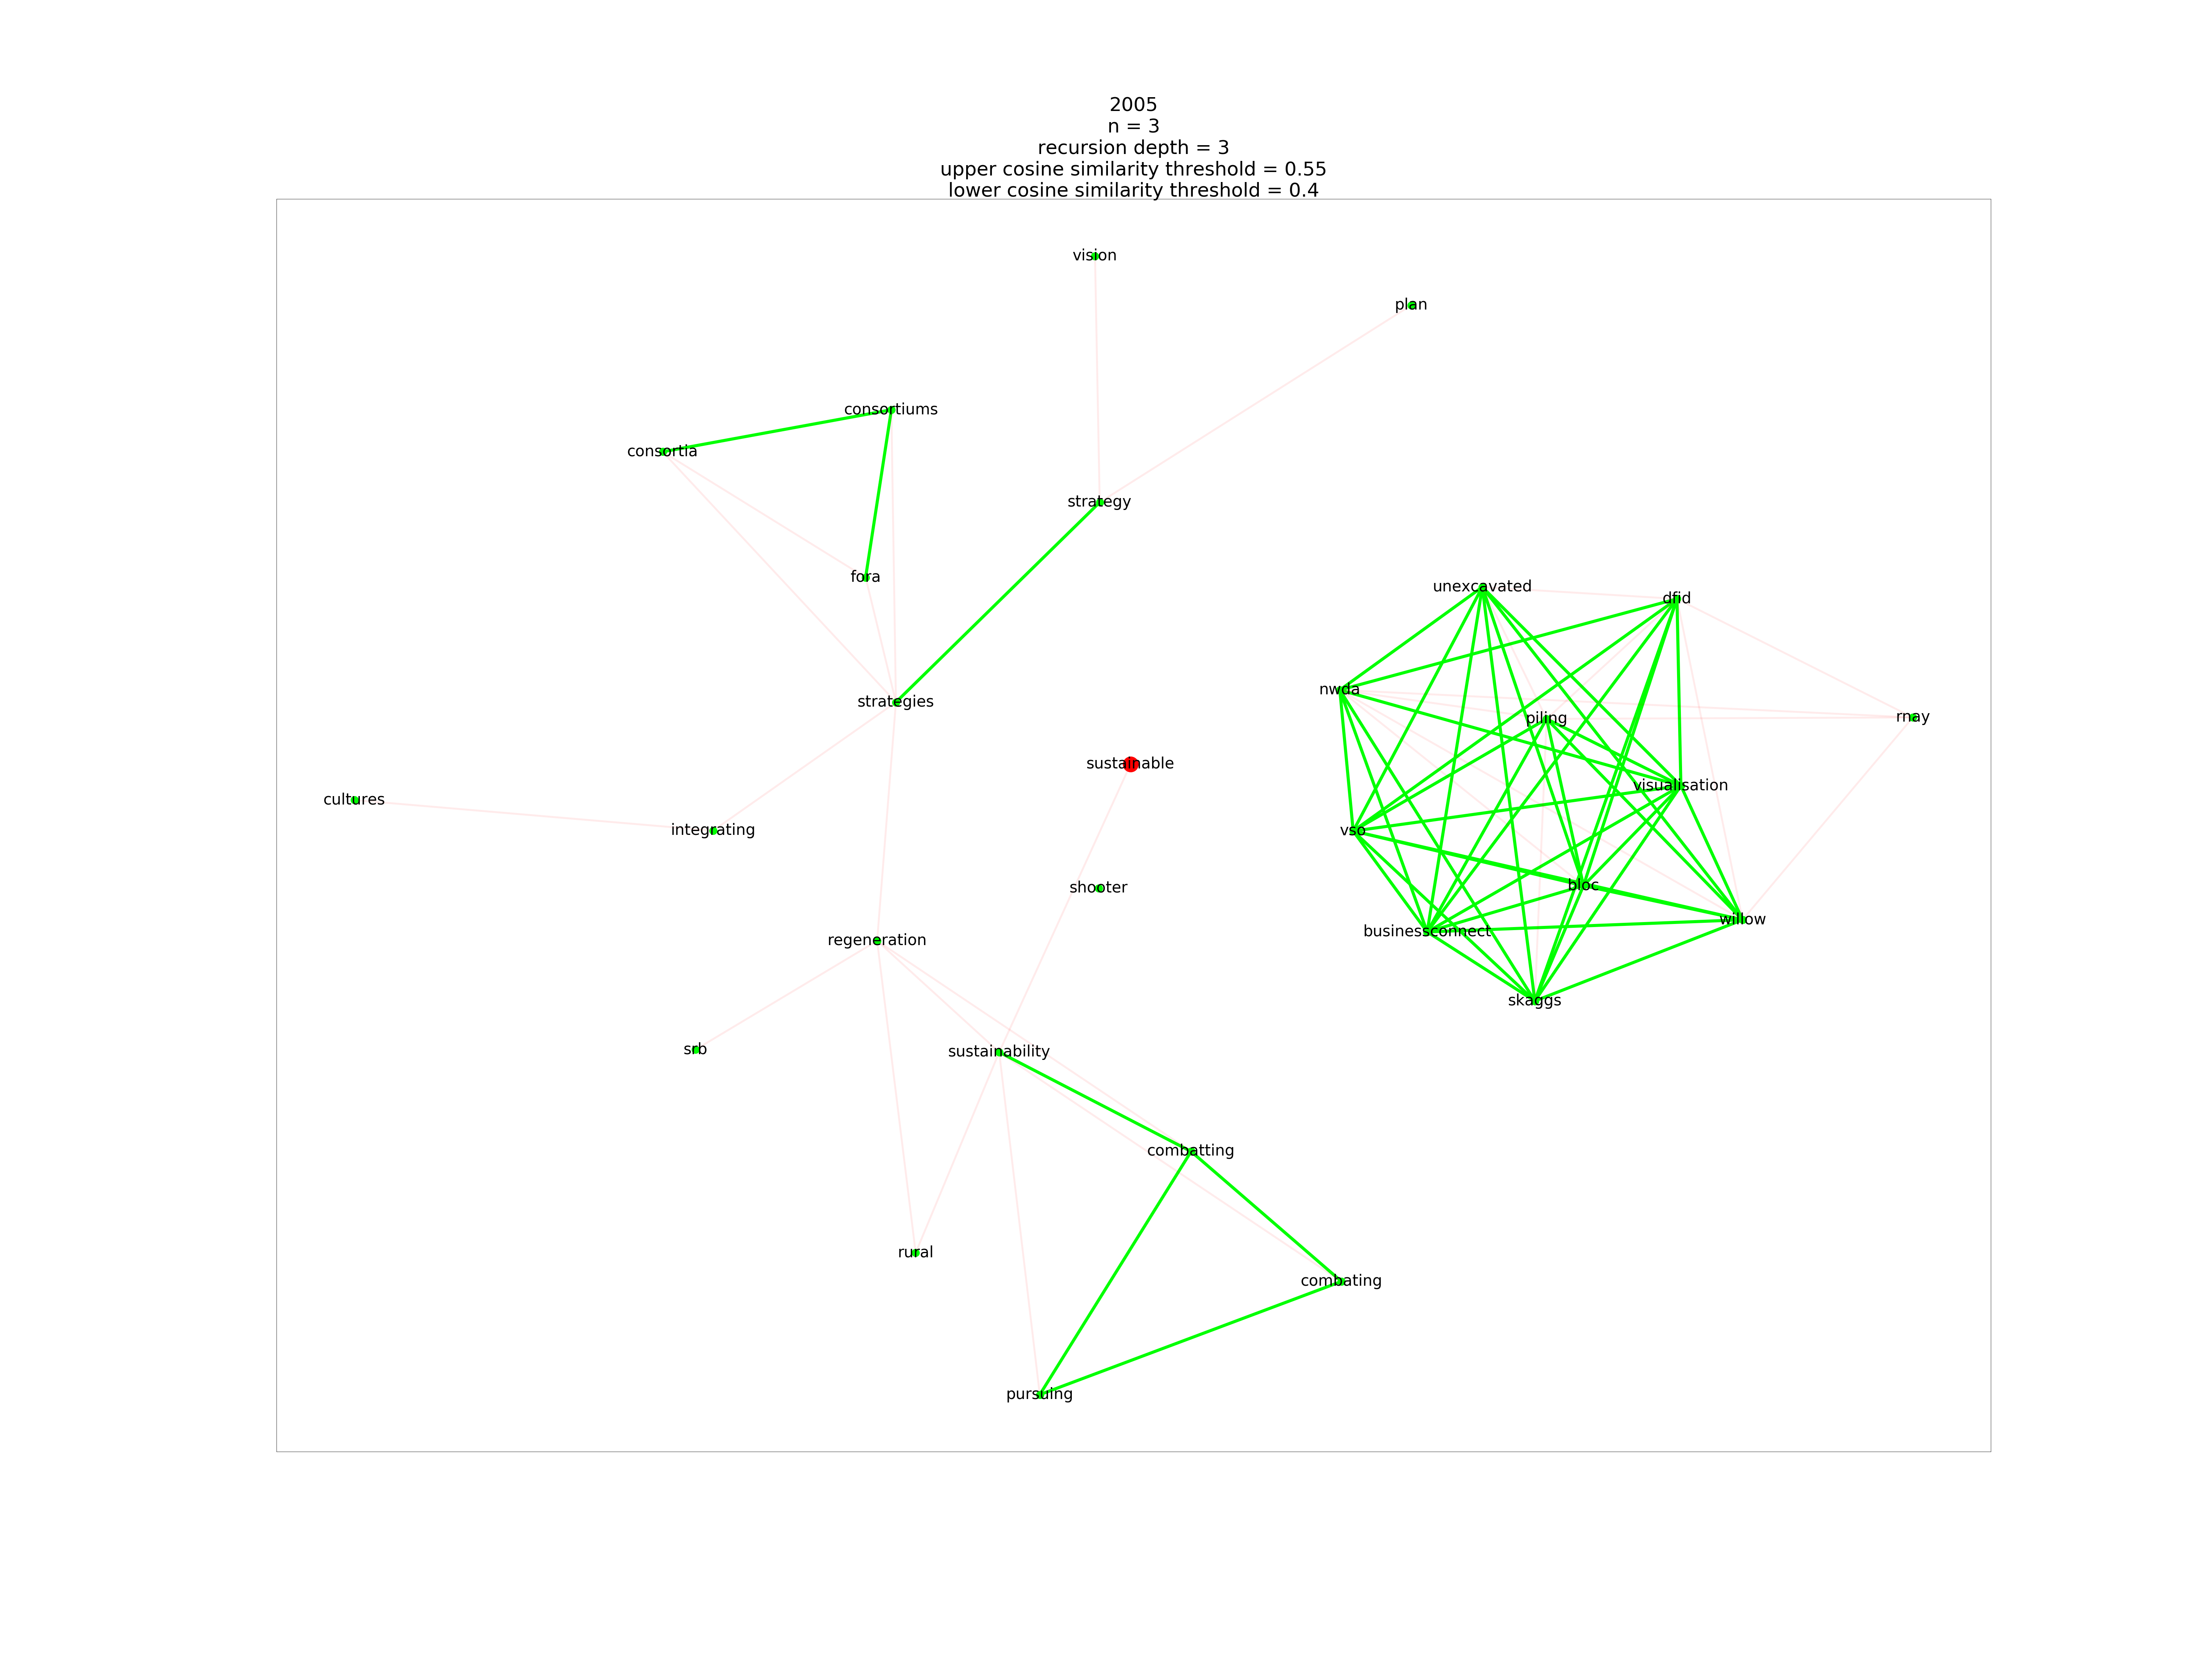 2005
n = 3
recursion depth = 3
upper cosine similarity threshold = 0.55
lower cosine similarity threshold = 0.4
vision
plan
consortiums
consortia
strategy
fora
unexcavated
dfid
nwda
strategies
piling
rnay
sustainable
visualisation
cultures
integrating
vso
shooter
bloc
willow
businessconnect
regeneration
skaggs
srb
sustainability
combatting
rural
combating
pursuing